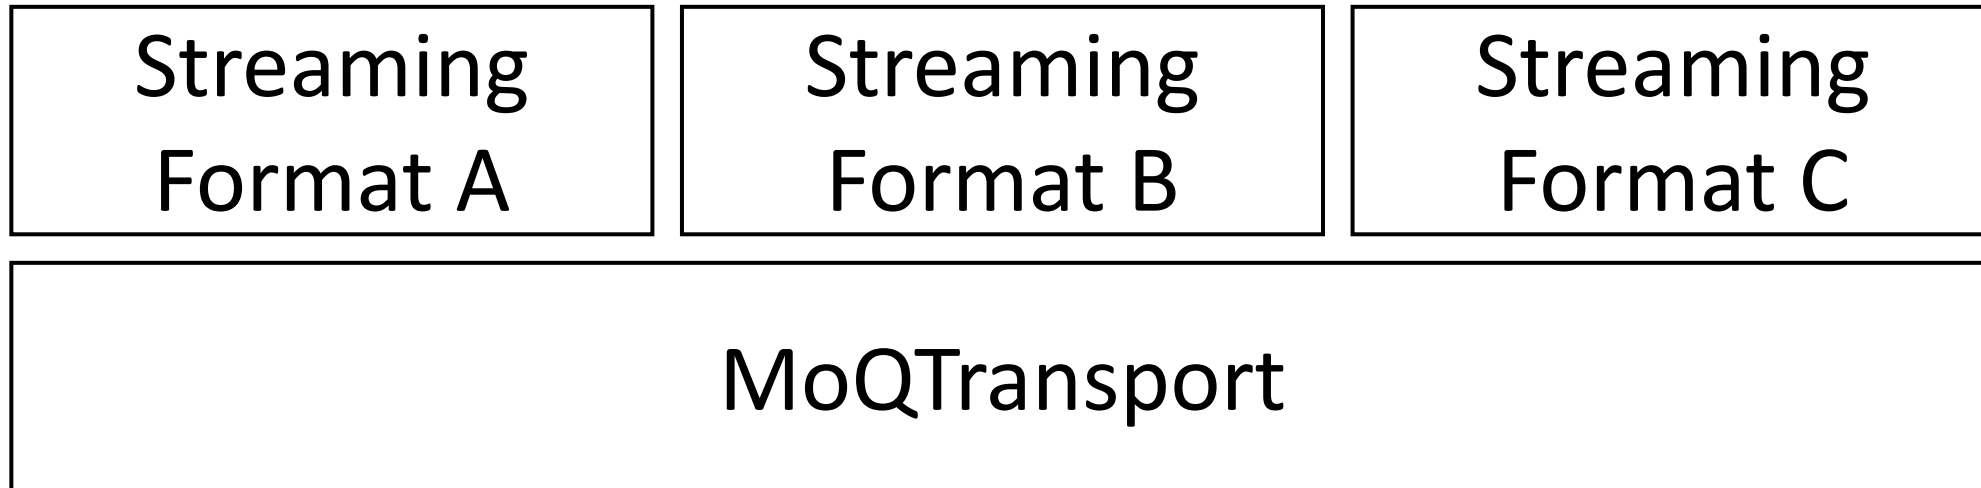 Streaming
Format A
Streaming
Format B
Streaming
Format C
MoQTransport